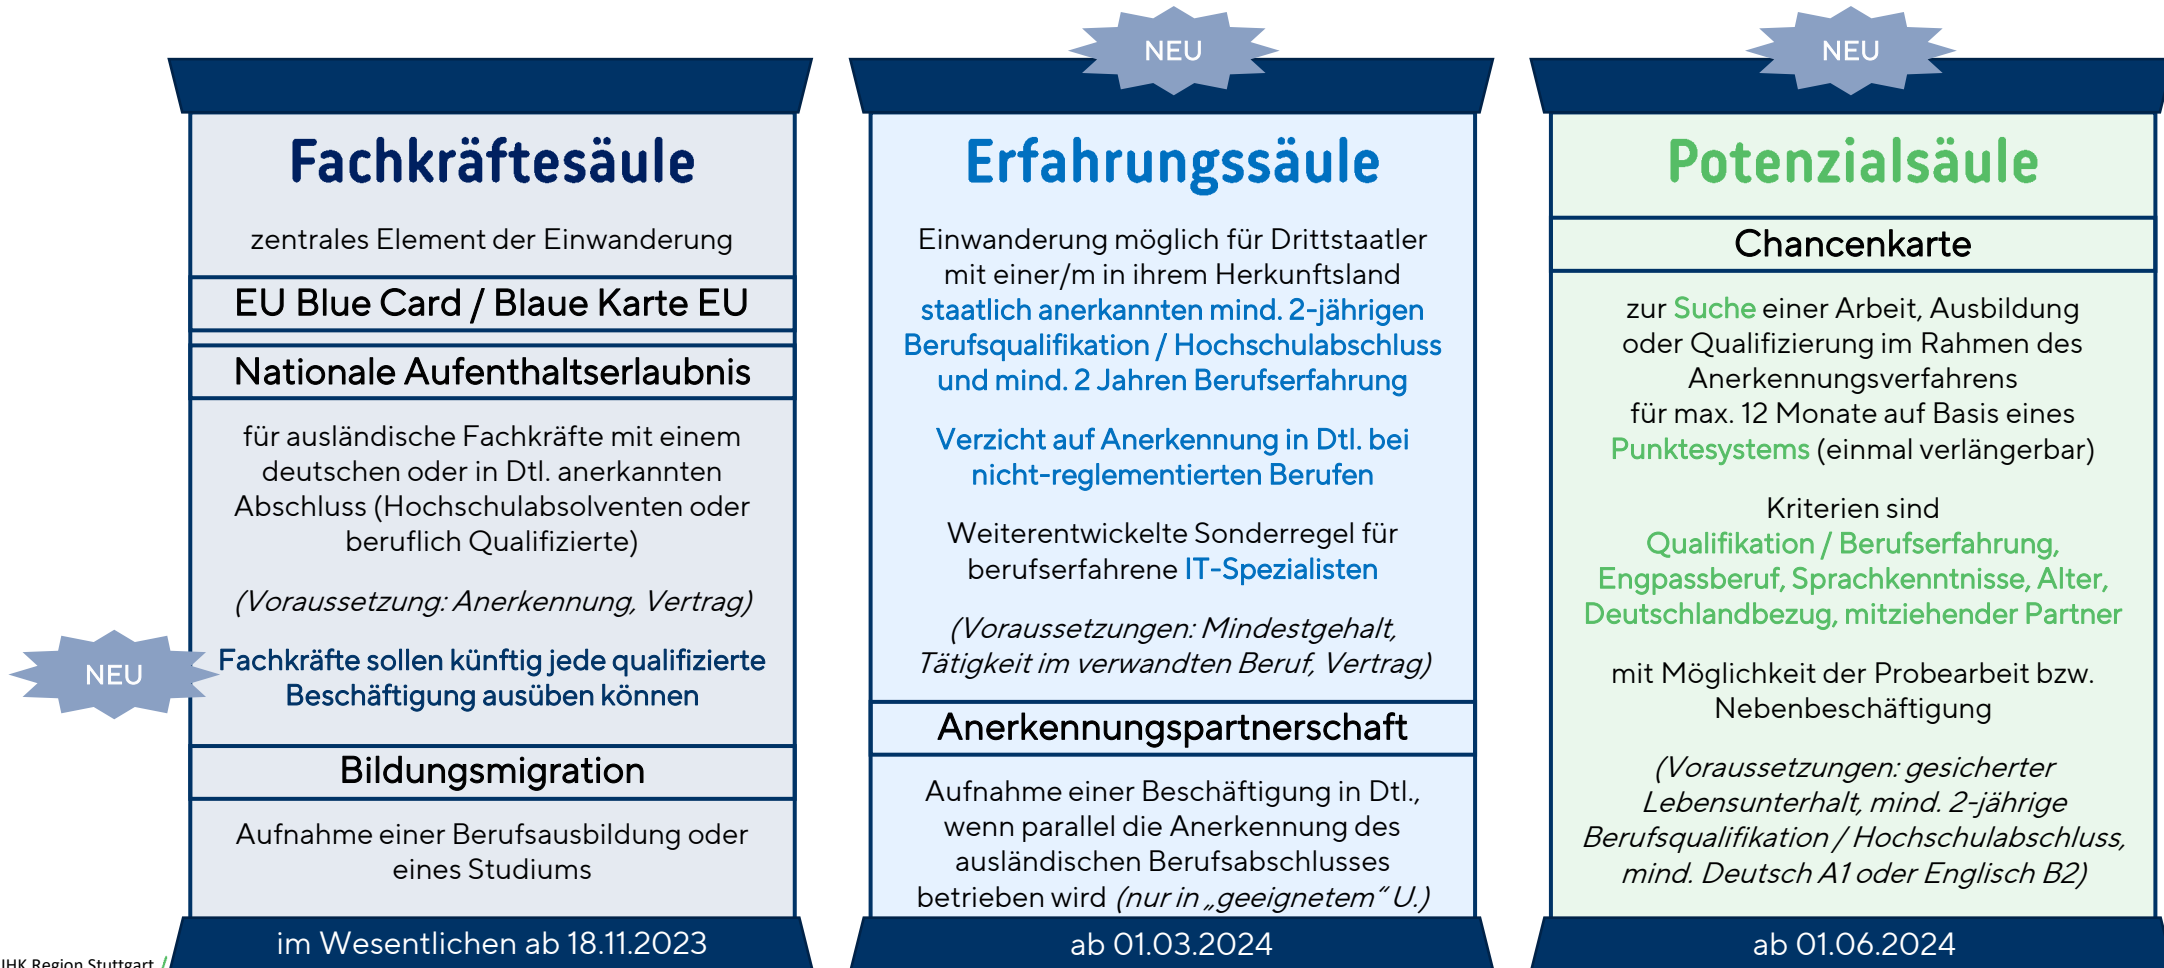 Fachkräftesäule
zentrales Element der Einwanderung
EU Blue Card / Blaue Karte EU
Nationale Aufenthaltserlaubnis
für ausländische Fachkräfte mit einem
deutschen oder in Dtl. anerkannten
Abschluss (Hochschulabsolventen oder
beruflich Qualifizierte)
(Voraussetzung: Anerkennung, Vertrag)
NEU
Fachkräfte sollen künftig jede qualifizierte
Beschäftigung ausüben können
Bildungsmigration
Aufnahme einer Berufsausbildung oder
eines Studiums
im Wesentlichen ab 18.11.2023
NEU
Erfahrungssäule
Einwanderung möglich für Drittstaatler
mit einer/m in ihrem Herkunftsland
staatlich anerkannten mind. 2-jährigen
Berufsqualifikation / Hochschulabschluss
und mind. 2 Jahren Berufserfahrung
Verzicht auf Anerkennung in Dtl. bei
nicht-reglementierten Berufen
Weiterentwickelte Sonderregel für
berufserfahrene IT-Spezialisten
(Voraussetzungen: Mindestgehalt,
Tätigkeit im verwandten Beruf, Vertrag)
Anerkennungspartnerschaft
Aufnahme einer Beschäftigung in Dtl.,
wenn parallel die Anerkennung des
ausländischen Berufsabschlusses
betrieben wird (nur in „geeignetem“ U.)
ab 01.03.2024
NEU
Potenzialsäule
Chancenkarte
zur Suche einer Arbeit, Ausbildung
oder Qualifizierung im Rahmen des
Anerkennungsverfahrens
für max. 12 Monate auf Basis eines
Punktesystems (einmal verlängerbar)
Kriterien sind
Qualifikation / Berufserfahrung,
Engpassberuf, Sprachkenntnisse, Alter,
Deutschlandbezug, mitziehender Partner
mit Möglichkeit der Probearbeit bzw.
Nebenbeschäftigung
(Voraussetzungen: gesicherter
Lebensunterhalt, mind. 2-jährige
Berufsqualifikation / Hochschulabschluss,
mind. Deutsch A1 oder Englisch B2)
ab 01.06.2024
IHK Region Stuttgart /